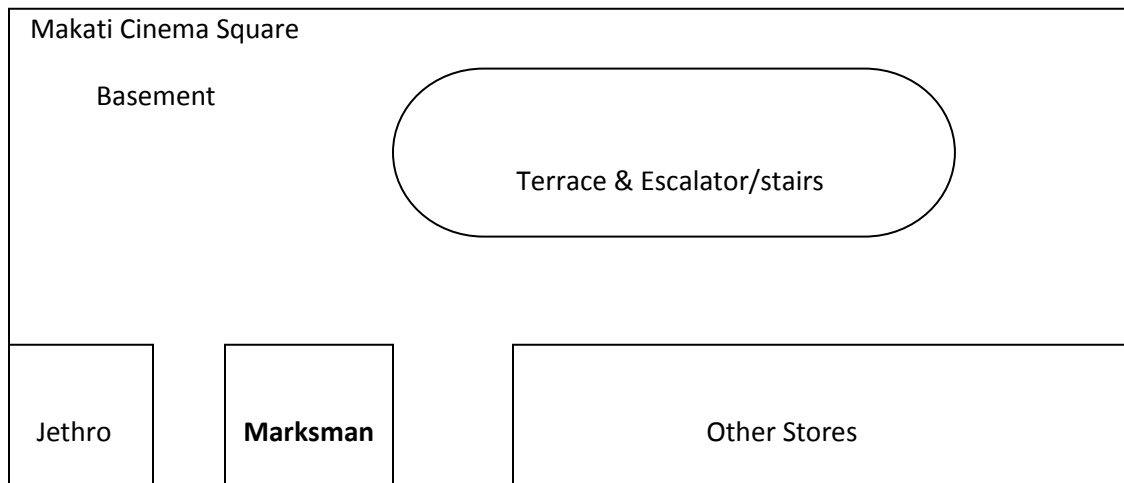 Makati Cinema Square
Basement
Terrace & Escalator/stairs
Jethro
Marksman
Other Stores